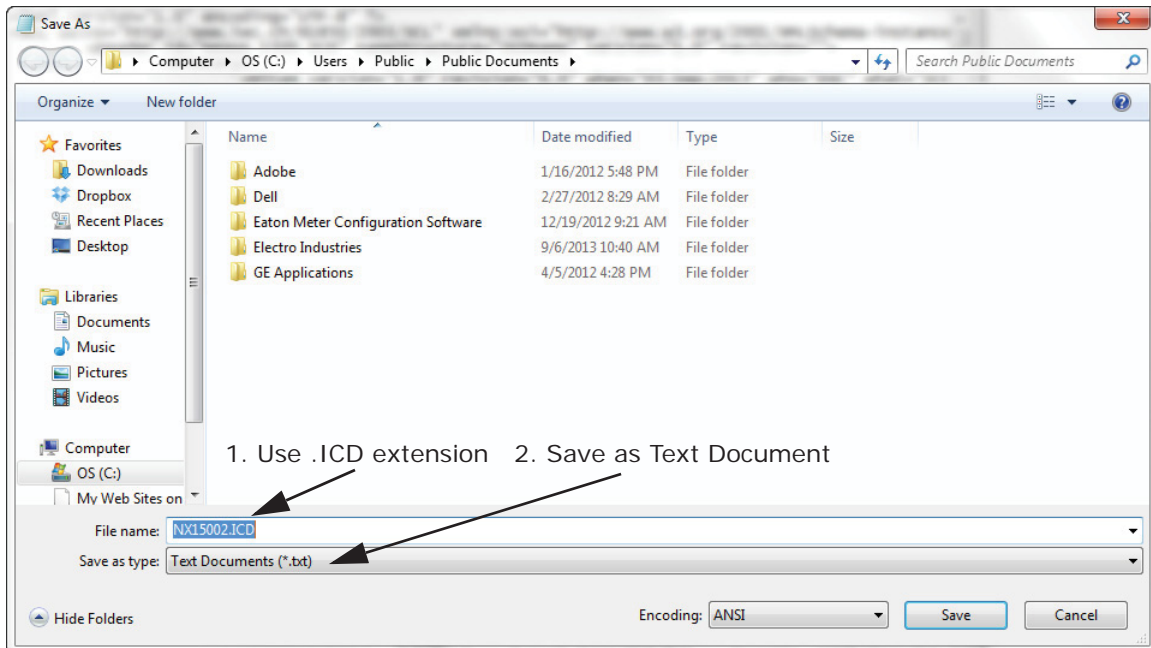 Save As
Computer ▸ OS (C:) ▸ Users ▸ Public ▸ Public Documents ▸
Search Public Documents
Organize ▼ New folder
Name Date modified Type Size
Favorites
Downloads
Dropbox
Recent Places
Desktop
Libraries
Documents
Music
Pictures
Videos
Computer
OS (C:)
My Web Sites on
Adobe 1/16/2012 5:48 PM File folder
Dell 2/27/2012 8:29 AM File folder
Eaton Meter Configuration Software 12/19/2012 9:21 AM File folder
Electro Industries 9/6/2013 10:40 AM File folder
GE Applications 4/5/2012 4:28 PM File folder
1. Use .ICD extension 2. Save as Text Document
File name: NX15002.ICD
Save as type: Text Documents (*.txt)
Hide Folders
Encoding: ANSI
Save
Cancel